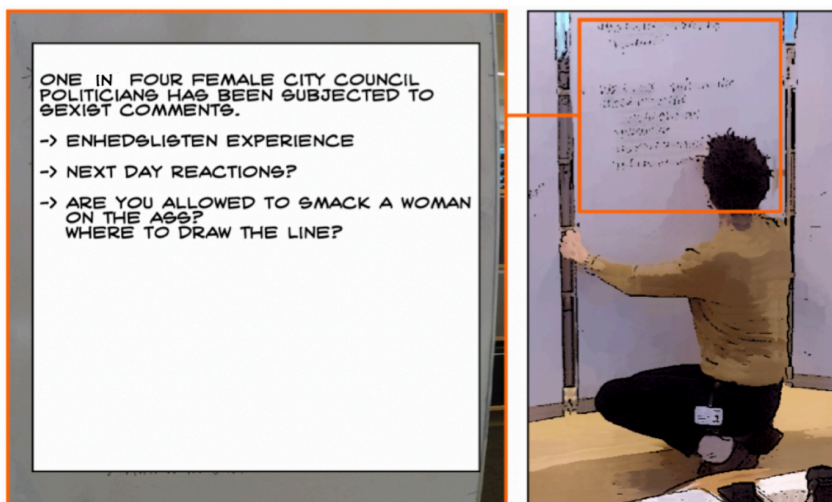 ONE IN FOUR FEMALE CITY COUNCIL
POLITICIANS HAS BEEN SUBJECTED TO
SEXIST COMMENTS.
-> ENHEDSLISTEN EXPERIENCE
-> NEXT DAY REACTIONS?
-> ARE YOU ALLOWED TO SMACK A WOMAN
ON THE ASS?
WHERE TO DRAW THE LINE?